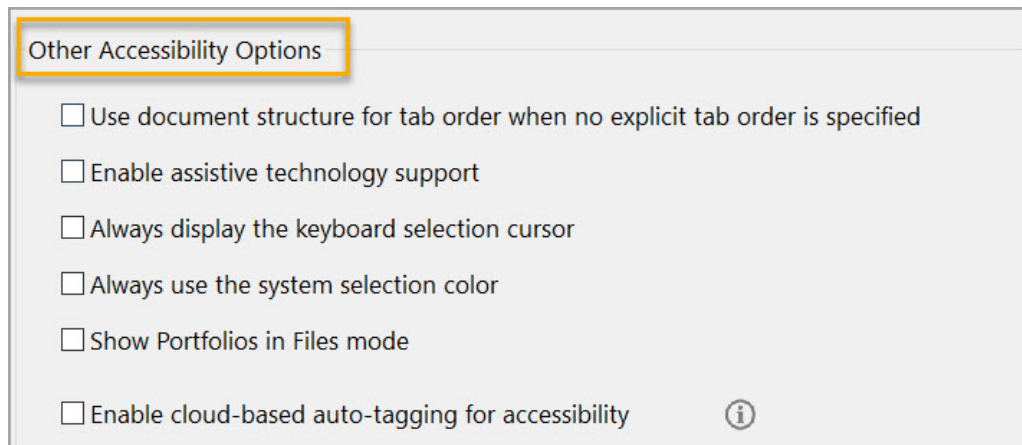 Other Accessibility Options
Use document structure for tab order when no explicit tab order is specified
Enable assistive technology support
Always display the keyboard selection cursor
Always use the system selection color
Show Portfolios in Files mode
Enable cloud-based auto-tagging for accessibility